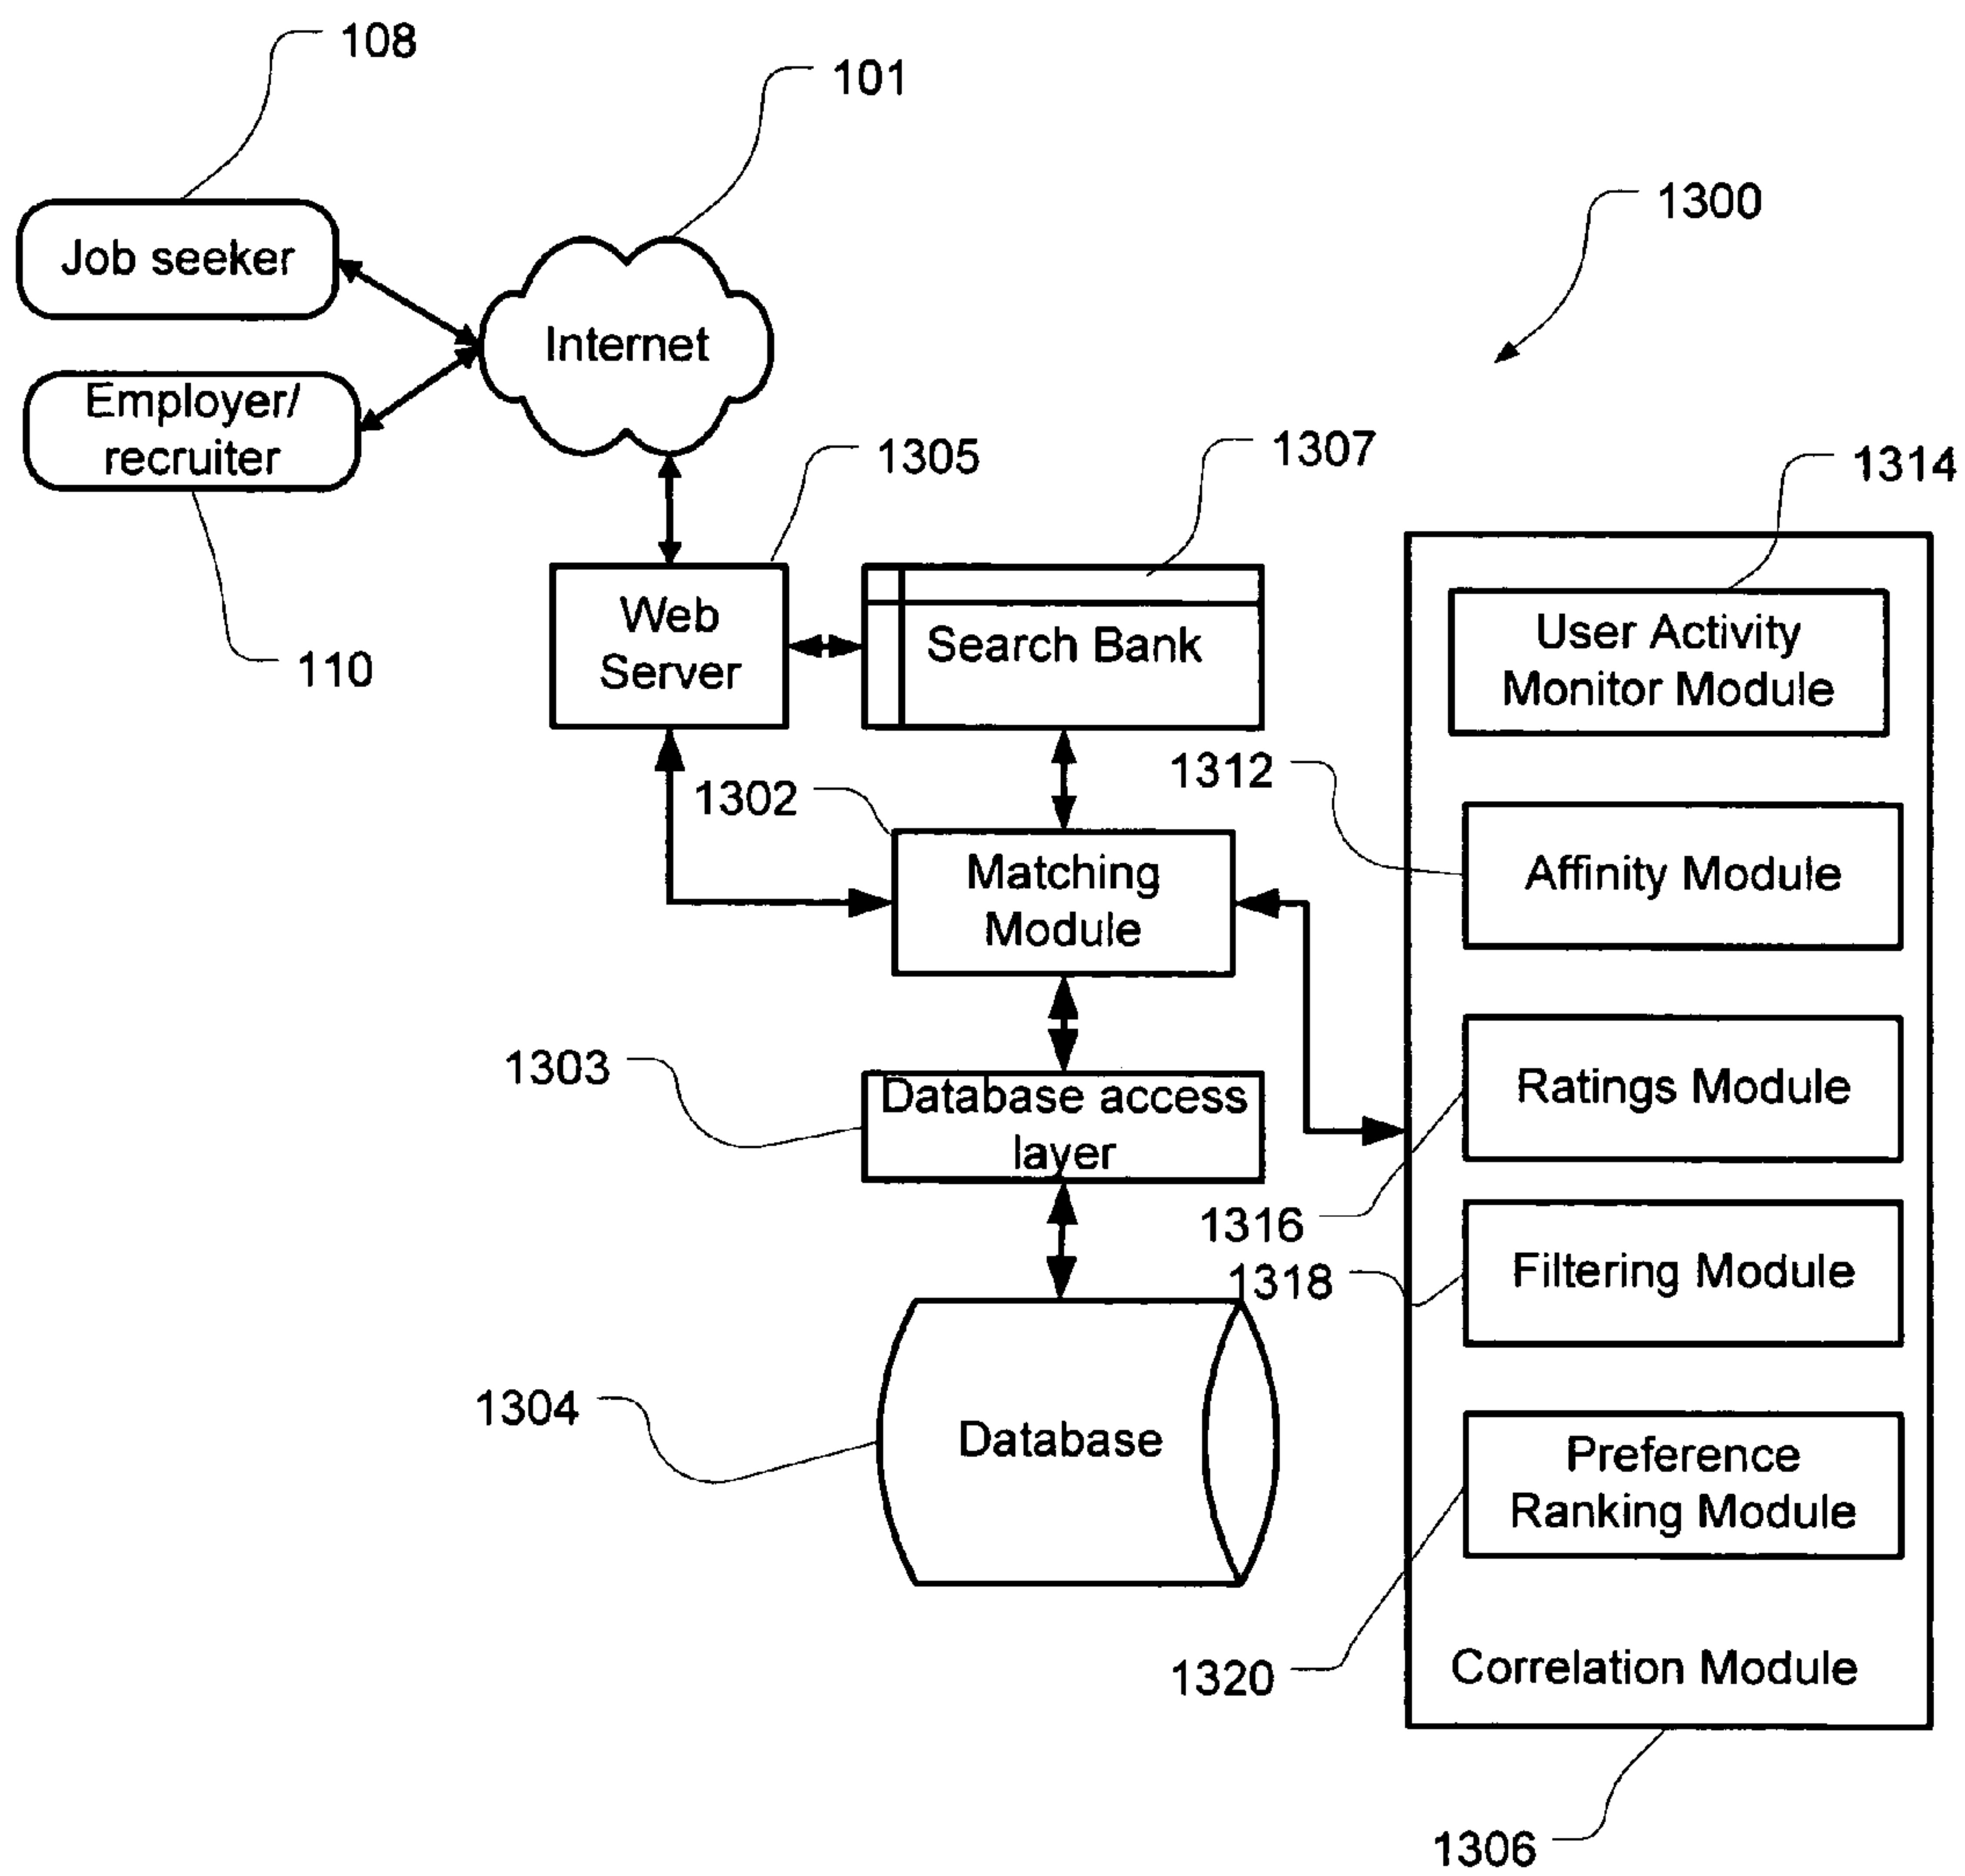 108
101
1300
Job seeker
Internet
Employer/
recruiter
1305
1307
1314
110
Web
Server
Search Bank
User Activity
Monitor Module
1302
1312
Matching
Module
Affinity Module
1303
Database access
layer
Ratings Module
1316
1318
Filtering Module
1304
Database
Preference
Ranking Module
1320
Correlation Module
1306